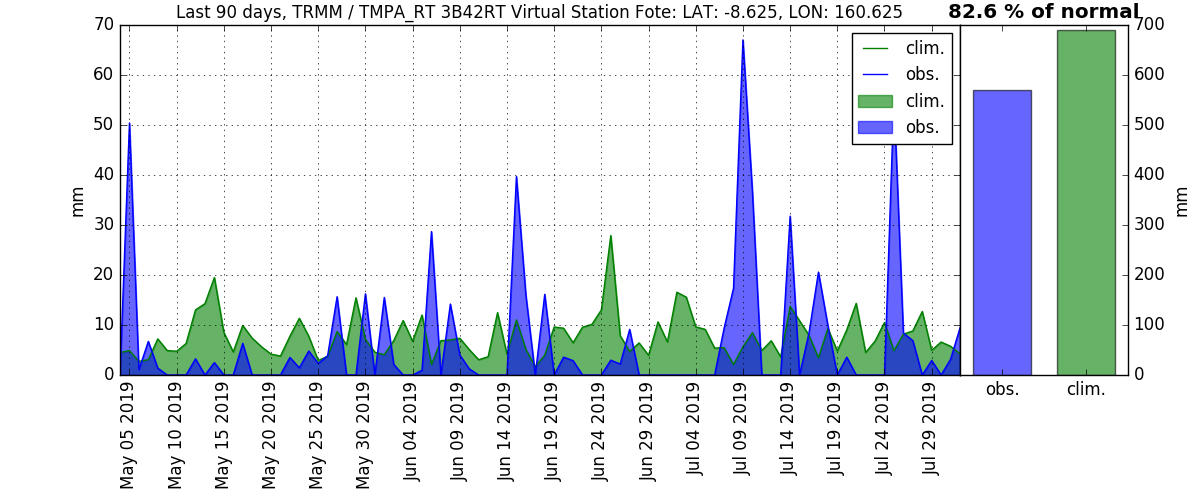 Last 90 days, TRMM / TMPA_RT 3B42RT Virtual Station Fote: LAT: -8.625, LON: 160.625
82.6 % of normal
70
60
50
40
30
20
10
0
mm
clim.
obs.
clim.
obs.
May 05 2019
May 10 2019
May 15 2019
May 20 2019
May 25 2019
May 30 2019
Jun 04 2019
Jun 09 2019
Jun 14 2019
Jun 19 2019
Jun 24 2019
Jun 29 2019
Jul 04 2019
Jul 09 2019
Jul 14 2019
Jul 19 2019
Jul 24 2019
Jul 29 2019
700
600
500
400
300
200
100
0
mm
obs.
clim.